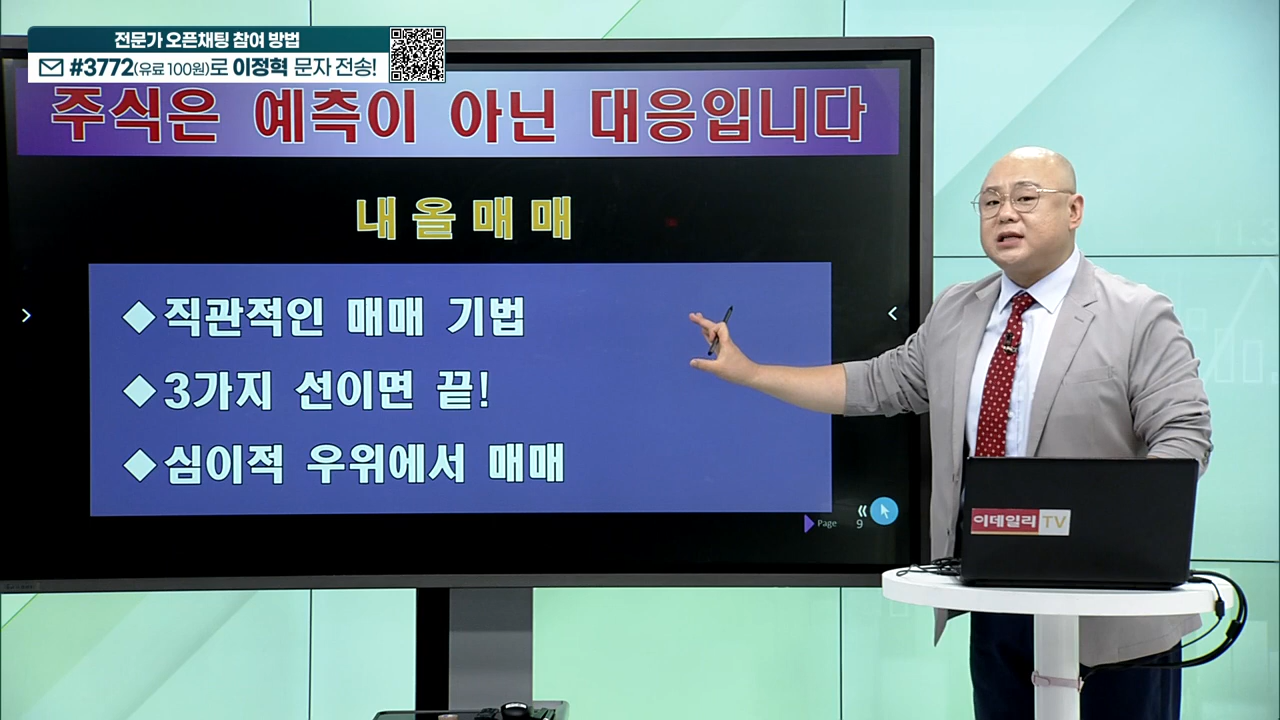 전문가 오픈채팅 참여 방법
#3772(유료 100원)로 이정혁 문자 전송!
주식은 예측이 아닌 대응입니다
내올매매
◆직관적인 매매 기법
◆3가지 선이면 끝!
◆심이적 우위에서 매매
Page 9
이데일리TV